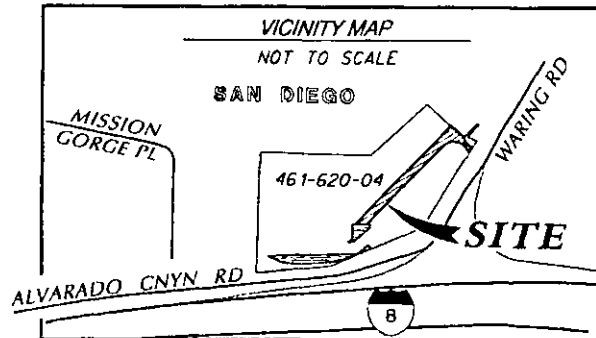 VICINITY MAP
NOT TO SCALE
SAN DIEGO
MISSION
GORGE PL
WARING RD
461-620-04
SITE
ALVARADO CNYN RD
8